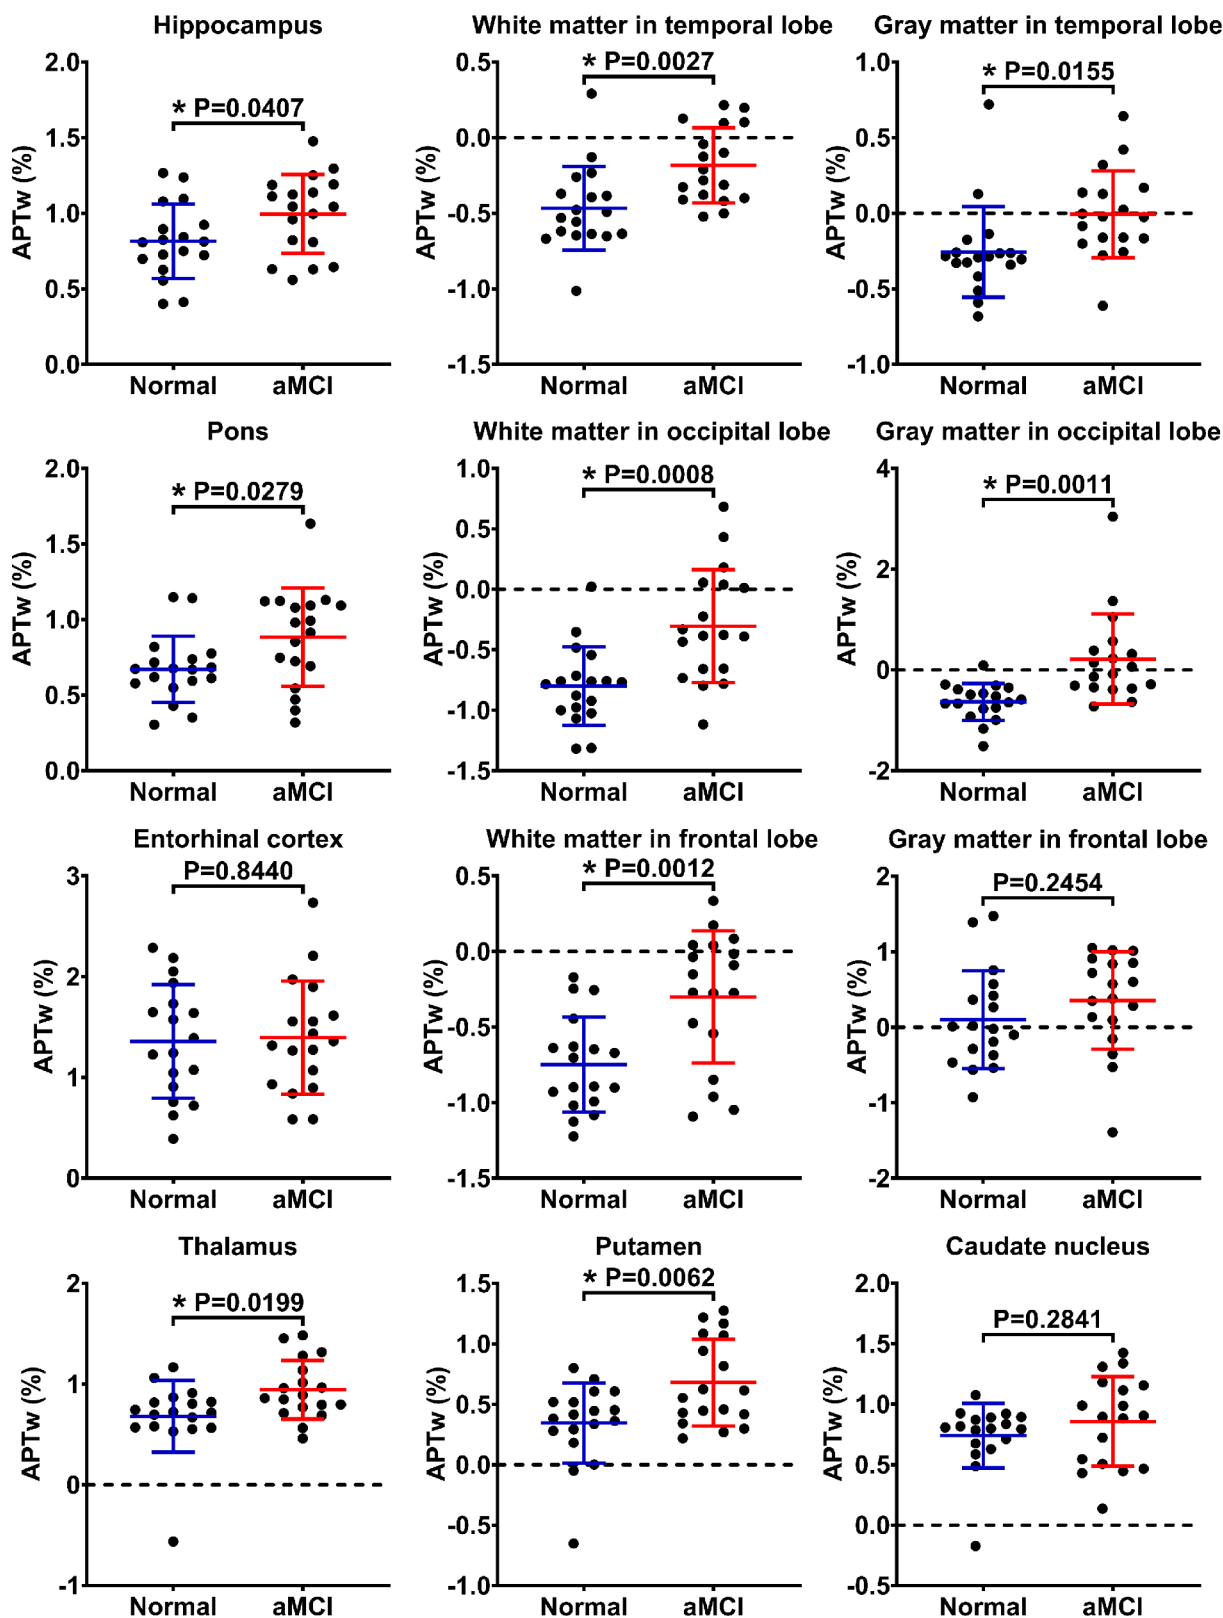 Hippocampus
APTw (%)
2.0
1.5
1.0
0.5
0.0
* P=0.0407
Normal aMCI
White matter in temporal lobe
APTw (%)
0.5
0.0
-0.5
-1.0
-1.5
* P=0.0027
Normal aMCI
Gray matter in temporal lobe
APTw (%)
1.0
0.5
0.0
-0.5
-1.0
* P=0.0155
Normal aMCI
Pons
APTw (%)
2.0
1.5
1.0
0.5
0.0
* P=0.0279
Normal aMCI
White matter in occipital lobe
APTw (%)
1.0
0.5
0.0
-0.5
-1.0
-1.5
* P=0.0008
Normal aMCI
Gray matter in occipital lobe
APTw (%)
4
2
0
-2
* P=0.0011
Normal aMCI
Entorhinal cortex
APTw (%)
3
2
1
0
P=0.8440
Normal aMCI
White matter in frontal lobe
APTw (%)
0.5
0.0
-0.5
-1.0
-1.5
* P=0.0012
Normal aMCI
Gray matter in frontal lobe
APTw (%)
2
1
0
-1
-2
P=0.2454
Normal aMCI
Thalamus
APTw (%)
2
1
0
-1
* P=0.0199
Normal aMCI
Putamen
APTw (%)
1.5
1.0
0.5
0.0
-0.5
-1.0
* P=0.0062
Normal aMCI
Caudate nucleus
APTw (%)
2.0
1.5
1.0
0.5
0.0
-0.5
P=0.2841
Normal aMCI